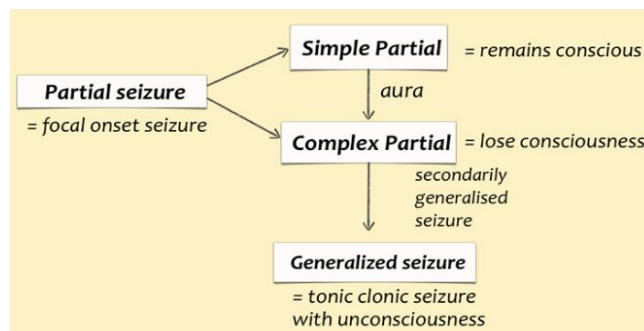 Simple Partial
= remains conscious
Partial seizure
= focal onset seizure
aura
Complex Partial
= lose consciousness
secondarily
generalised
seizure
Generalized seizure
= tonic clonic seizure
with unconsciousness